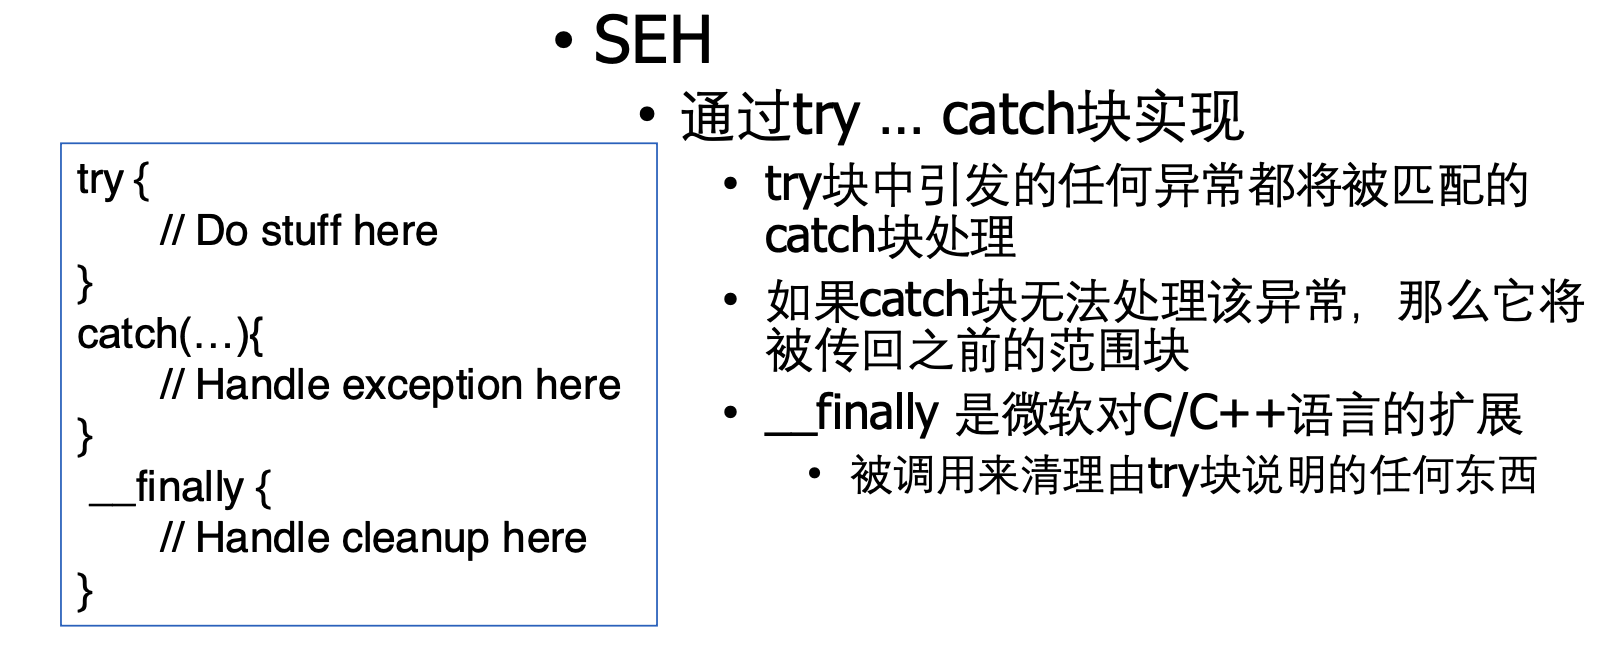 • SEH
• 通过try ... catch块实现
• try块中引发的任何异常都将被匹配的
catch块处理
• 如果catch块无法处理该异常，那么它将
被传回之前的范围块
• __finally 是微软对C/C++语言的扩展
• 被调用来清理由try块说明的任何东西
try {
// Do stuff here
}
catch(…){
// Handle exception here
}
__finally {
// Handle cleanup here
}